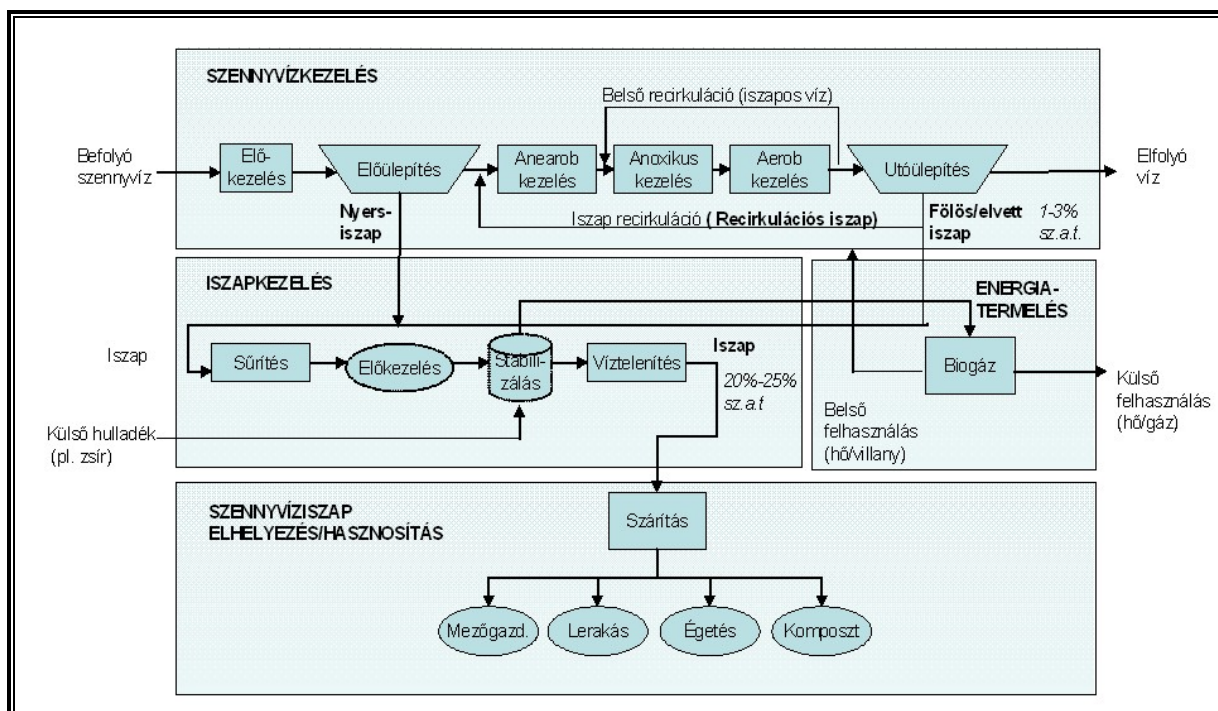 SZENNYVÍZKEZELÉS
Belső recirkuláció (iszapos víz)
Befolyó
szennyvíz
Elő-
kezelés
Előülepítés
Anearob
kezelés
Anoxikus
kezelés
Aerob
kezelés
Utóülepítés
Elfolyó
víz
Nyers-
iszap
Iszap recirkuláció ( Recirkulációs iszap)
Fölös/elvett
iszap
1-3%
sz.a.t.
ISZAPKEZELÉS
ENERGIA-
TERMELÉS
Iszap
Sűrítés
Előkezelés
Stabili-
zálás
Víztelenítés
Iszap
20%-25%
sz.a.t
Biogáz
Külső
felhasználás
(hő/gáz)
Belső
felhasználás
(hő/villany)
Külső hulladék
(pl. zsír)
SZENNYVÍZISZAP
ELHELYEZÉS/HASZNOSÍTÁS
Szárítás
Mezőgazd.
Lerakás
Égetés
Komposzt